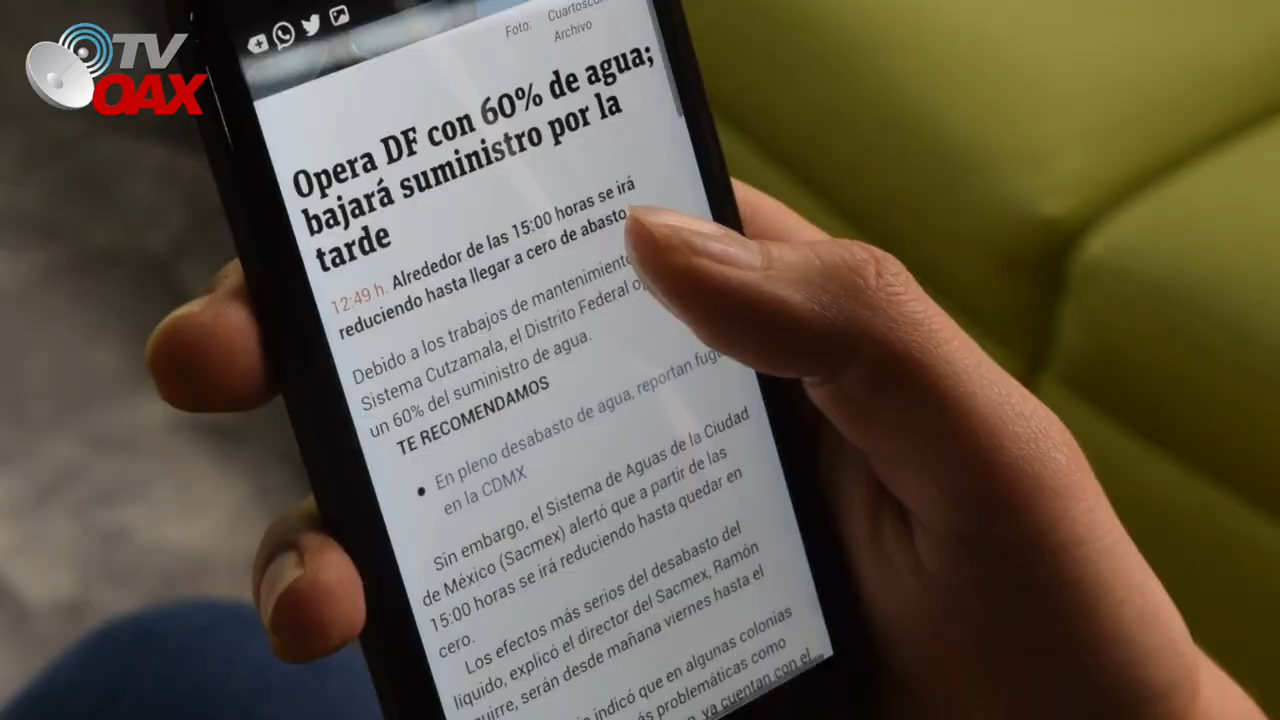 TV
OAX
Foto:
Archivo
Opera DF con 60% de agua;
bajará suministro por la
tarde
12:49 h. Alrededor de las 15:00 horas se irá
reduciendo hasta llegar a cero de abasto
Debido a los trabajos de mantenimiento
Sistema Cutzamala, el Distrito Federal
un 60% del suministro de agua.
TE RECOMENDAMOS
• En pleno desabasto de agua, reportan
en la CDMX
Sin embargo, el Sistema de Aguas de la Ciudad
de México (Sacmex) alertó que a partir de las
15:00 horas se irá reduciendo hasta quedar en
cero.
Los efectos más serios del desabasto del
líquido, explicó el director del Sacmex, Ramón
serán desde mañana viernes hasta el
indicó que en algunas colonias
problemáticas como
ya cuentan con el